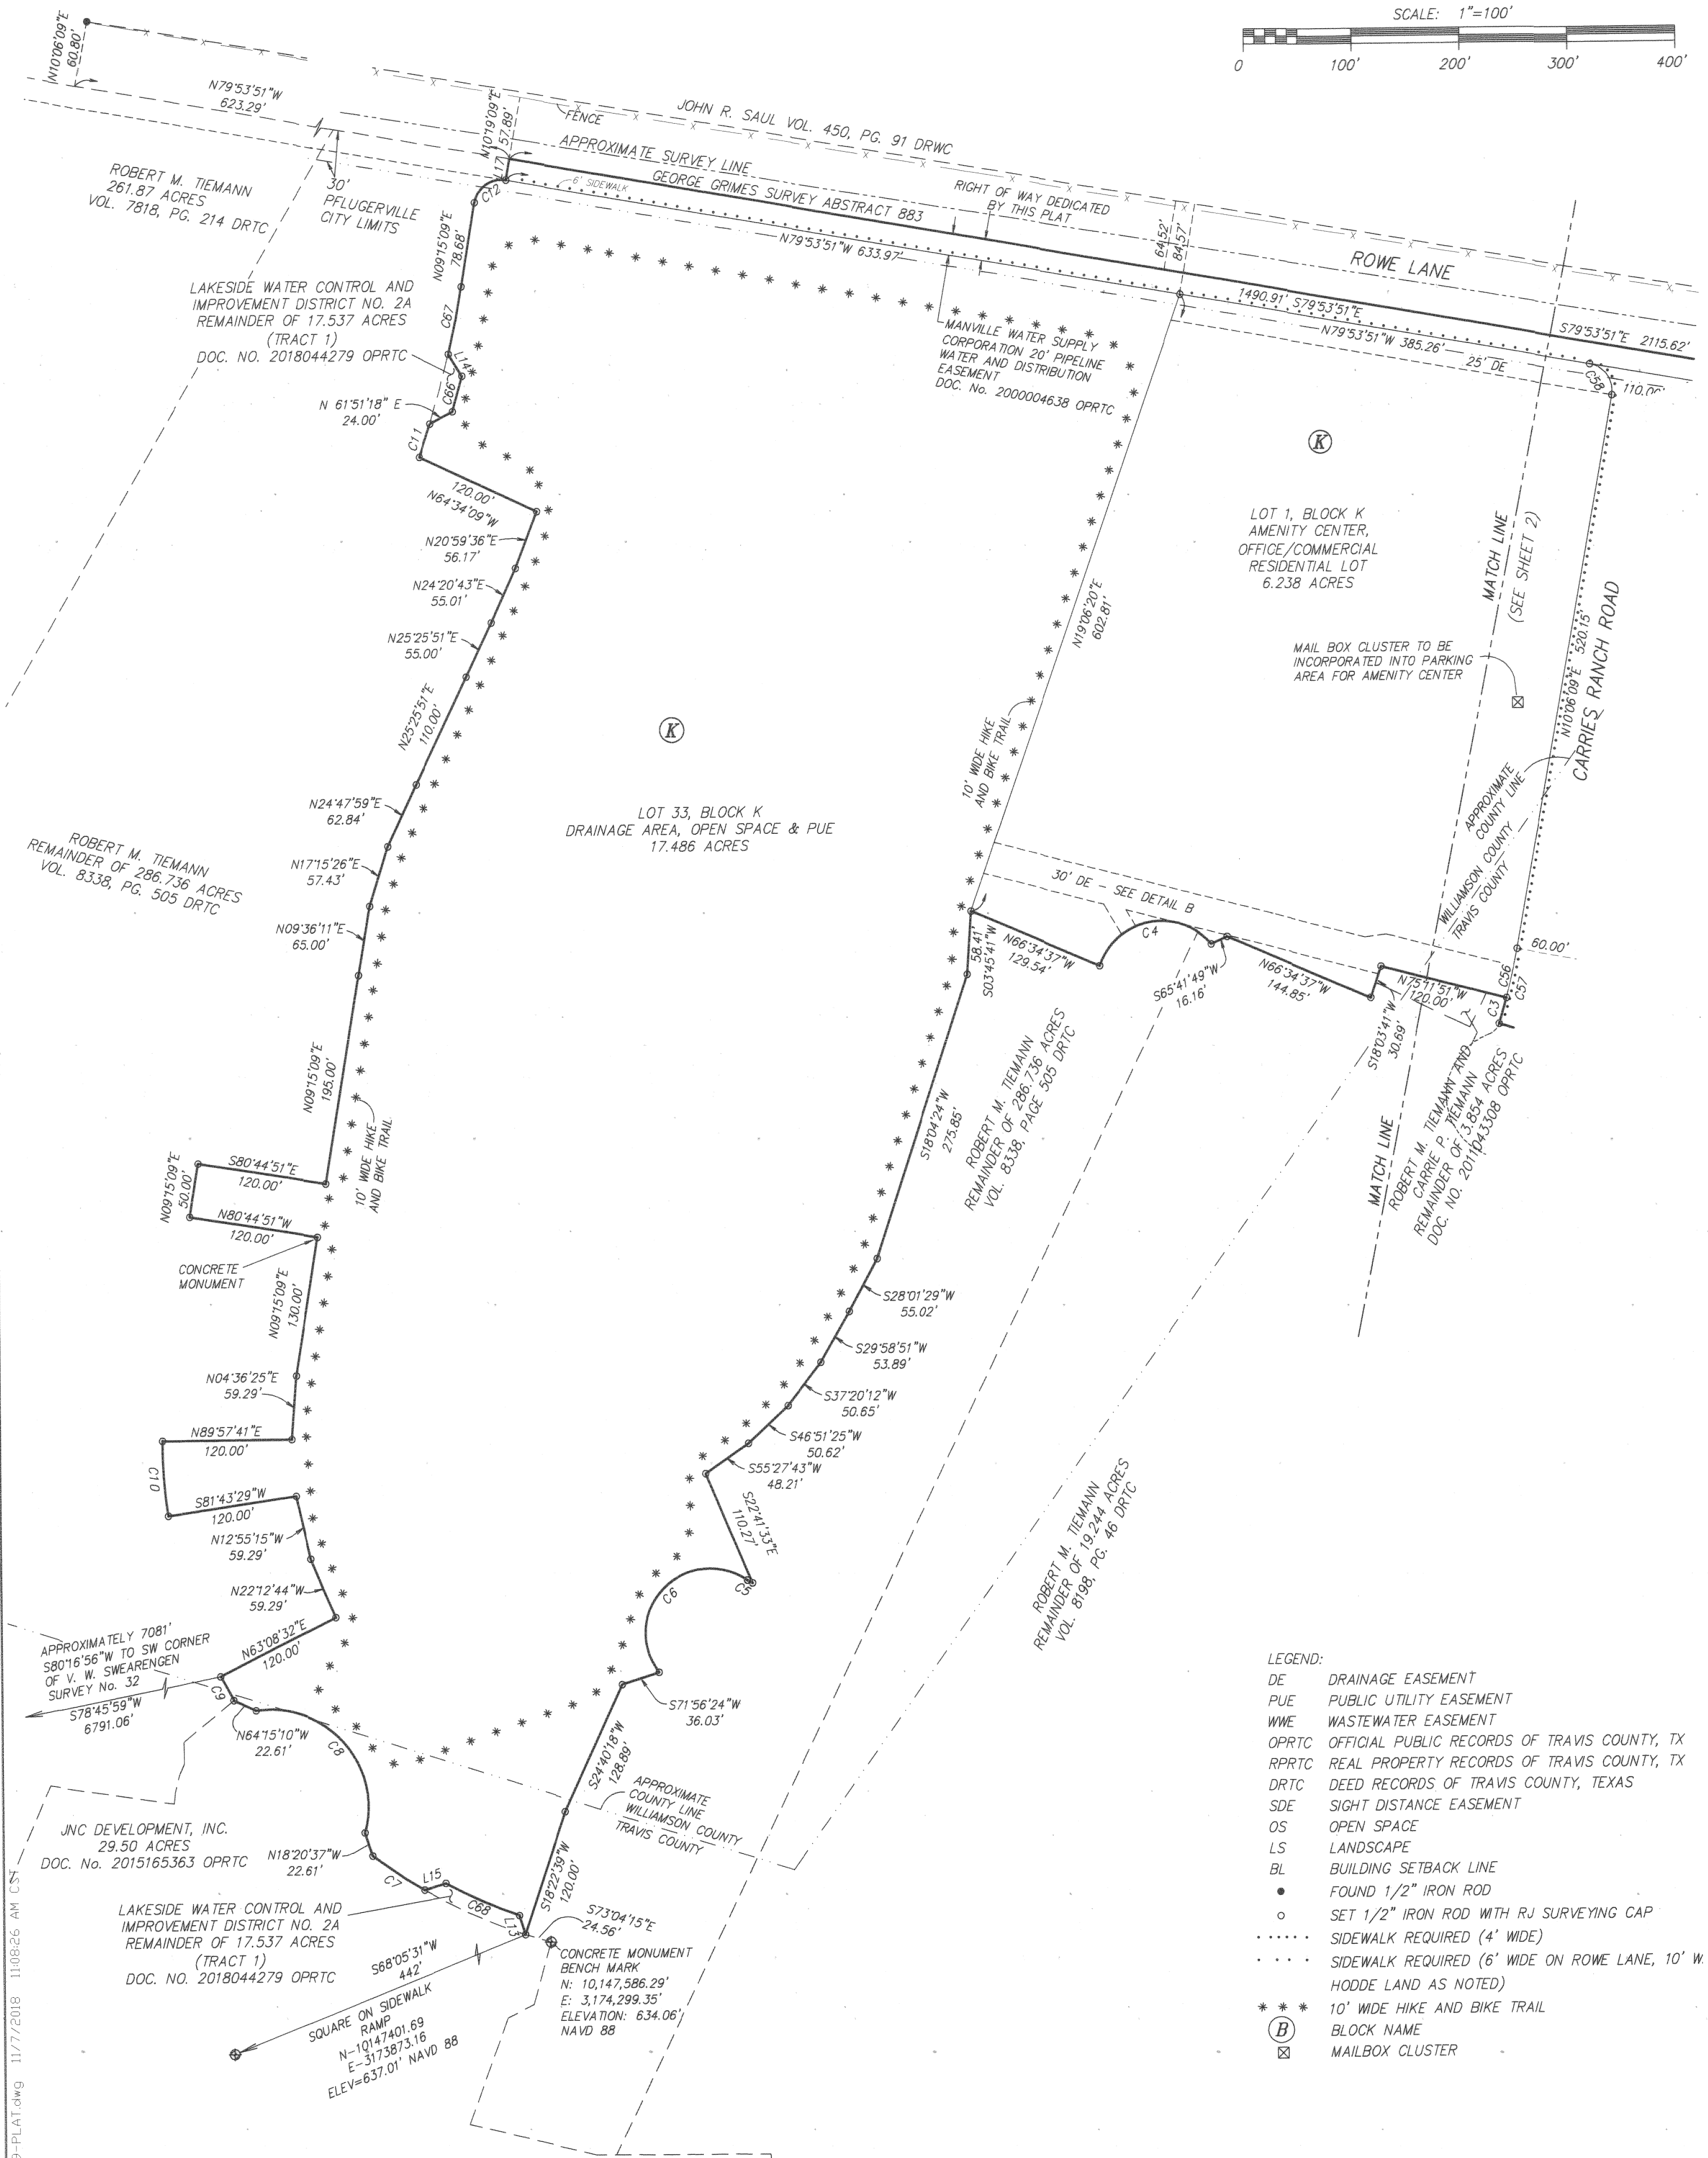 SCALE: 1"=100'
0 100' 200' 300' 400'
N10°06'09"E
60.80'
N79°53'51"W
623.29'
N10°19'09"E
57.89'
L17
FENCE
JOHN R. SAUL VOL. 450, PG. 91 DRWC
APPROXIMATE SURVEY LINE
GEORGE GRIMES SURVEY ABSTRACT 883
6' SIDEWALK
RIGHT OF WAY DEDICATED
BY THIS PLAT
64.52'
84.57'
ROWE LANE
N79°53'51"W 633.97'
1490.91' S79°53'51"E
S79°53'51"E 2115.62'
N79°53'51"W 385.26'
25' DE
C58
110.00'
ROBERT M. TIEMANN
261.87 ACRES
VOL. 7818, PG. 214 DRTC
30'
PFLUGERVILLE
CITY LIMITS
C12
N09°15'09"E
78.68'
C67
L14
C66
LAKESIDE WATER CONTROL AND
IMPROVEMENT DISTRICT NO. 2A
REMAINDER OF 17.537 ACRES
(TRACT 1)
DOC. NO. 2018044279 OPRTC
N 61°51'18" E
24.00'
C11
120.00'
N64°34'09"W
MANVILLE WATER SUPPLY
CORPORATION 20' PIPELINE
WATER AND DISTRIBUTION
EASEMENT
DOC. No. 2000004638 OPRTC
K
LOT 1, BLOCK K
AMENITY CENTER,
OFFICE/COMMERCIAL
RESIDENTIAL LOT
6.238 ACRES
MATCH LINE
(SEE SHEET 2)
MAIL BOX CLUSTER TO BE
INCORPORATED INTO PARKING
AREA FOR AMENITY CENTER
N10°06'09"E 520.15'
CARRIES RANCH ROAD
N20°59'36"E
56.17'
N24°20'43"E
55.01'
N25°25'51"E
55.00'
N25°25'51"E
110.00'
N19°06'20"E
602.81'
10' WIDE HIKE
AND BIKE TRAIL
K
LOT 33, BLOCK K
DRAINAGE AREA, OPEN SPACE & PUE
17.486 ACRES
N24°47'59"E
62.84'
N17°15'26"E
57.43'
ROBERT M. TIEMANN
REMAINDER OF 286.736 ACRES
VOL. 8338, PG. 505 DRTC
N09°36'11"E
65.00'
APPROXIMATE
COUNTY LINE
WILLIAMSON COUNTY
TRAVIS COUNTY
30' DE - SEE DETAIL B
C4
58.41'
S03°45'41"W
N66°34'37"W
129.54'
S65°41'49"W
16.16'
N66°34'37"W
144.85'
N75°11'51"W
120.00'
S18°03'41"W
30.69'
60.00'
C56
C57
C3
N09°15'09"E
195.00'
10' WIDE HIKE
AND BIKE TRAIL
S18°04'24"W
275.85'
ROBERT M. TIEMANN
REMAINDER OF 286.736 ACRES
VOL. 8338, PAGE 505 DRTC
MATCH LINE
ROBERT M. TIEMANN AND
CARRIE P. TIEMANN
REMAINDER OF 3.854 ACRES
DOC. NO. 2011043308 OPRTC
S80°44'51"E
120.00'
N09°15'09"E
50.00'
N80°44'51"W
120.00'
CONCRETE
MONUMENT
N09°15'09"E
130.00'
S28°01'29"W
55.02'
S29°58'51"W
53.89'
N04°36'25"E
59.29'
S37°20'12"W
50.65'
N89°57'41"E
120.00'
S46°51'25"W
50.62'
C10
S55°27'43"W
48.21'
S81°43'29"W
120.00'
S22°41'33"E
110.27'
N12°55'15"W
59.29'
N22°12'44"W
59.29'
C6
ROBERT M. TIEMANN
REMAINDER OF 19.244 ACRES
VOL. 8198, PG. 46 DRTC
APPROXIMATELY 7081'
S80°16'56"W TO SW CORNER
OF V. W. SWEARENGEN
SURVEY No. 32
S78°45'59"W
6791.06'
N63°08'32"E
120.00'
C9
N64°15'10"W
22.61'
C8
S71°56'24"W
36.03'
S24°40'18"W
128.89'
APPROXIMATE
COUNTY LINE
WILLIAMSON COUNTY
TRAVIS COUNTY
JNC DEVELOPMENT, INC.
29.50 ACRES
DOC. No. 2015165363 OPRTC
N18°20'37"W
22.61'
C7
L15
C68
L13
S18°22'39"W
120.00'
LAKESIDE WATER CONTROL AND
IMPROVEMENT DISTRICT NO. 2A
REMAINDER OF 17.537 ACRES
(TRACT 1)
DOC. NO. 2018044279 OPRTC
S73°04'15"E
24.56'
S68°05'31"W
442'
SQUARE ON SIDEWALK
RAMP
N-10147401.69
E-3173873.16
ELEV=637.01' NAVD 88
CONCRETE MONUMENT
BENCH MARK
N: 10,147,586.29'
E: 3,174,299.35'
ELEVATION: 634.06'
NAVD 88
LEGEND:
DE DRAINAGE EASEMENT
PUE PUBLIC UTILITY EASEMENT
WWE WASTEWATER EASEMENT
OPRTC OFFICIAL PUBLIC RECORDS OF TRAVIS COUNTY, TX
RPRTC REAL PROPERTY RECORDS OF TRAVIS COUNTY, TX
DRTC DEED RECORDS OF TRAVIS COUNTY, TEXAS
SDE SIGHT DISTANCE EASEMENT
OS OPEN SPACE
LS LANDSCAPE
BL BUILDING SETBACK LINE
FOUND 1/2" IRON ROD
SET 1/2" IRON ROD WITH RJ SURVEYING CAP
SIDEWALK REQUIRED (4' WIDE)
SIDEWALK REQUIRED (6' WIDE ON ROWE LANE, 10' W
HODDE LAND AS NOTED)
10' WIDE HIKE AND BIKE TRAIL
B BLOCK NAME
MAILBOX CLUSTER
9-PLAT.dwg 11/7/2018 11:08:26 AM CST